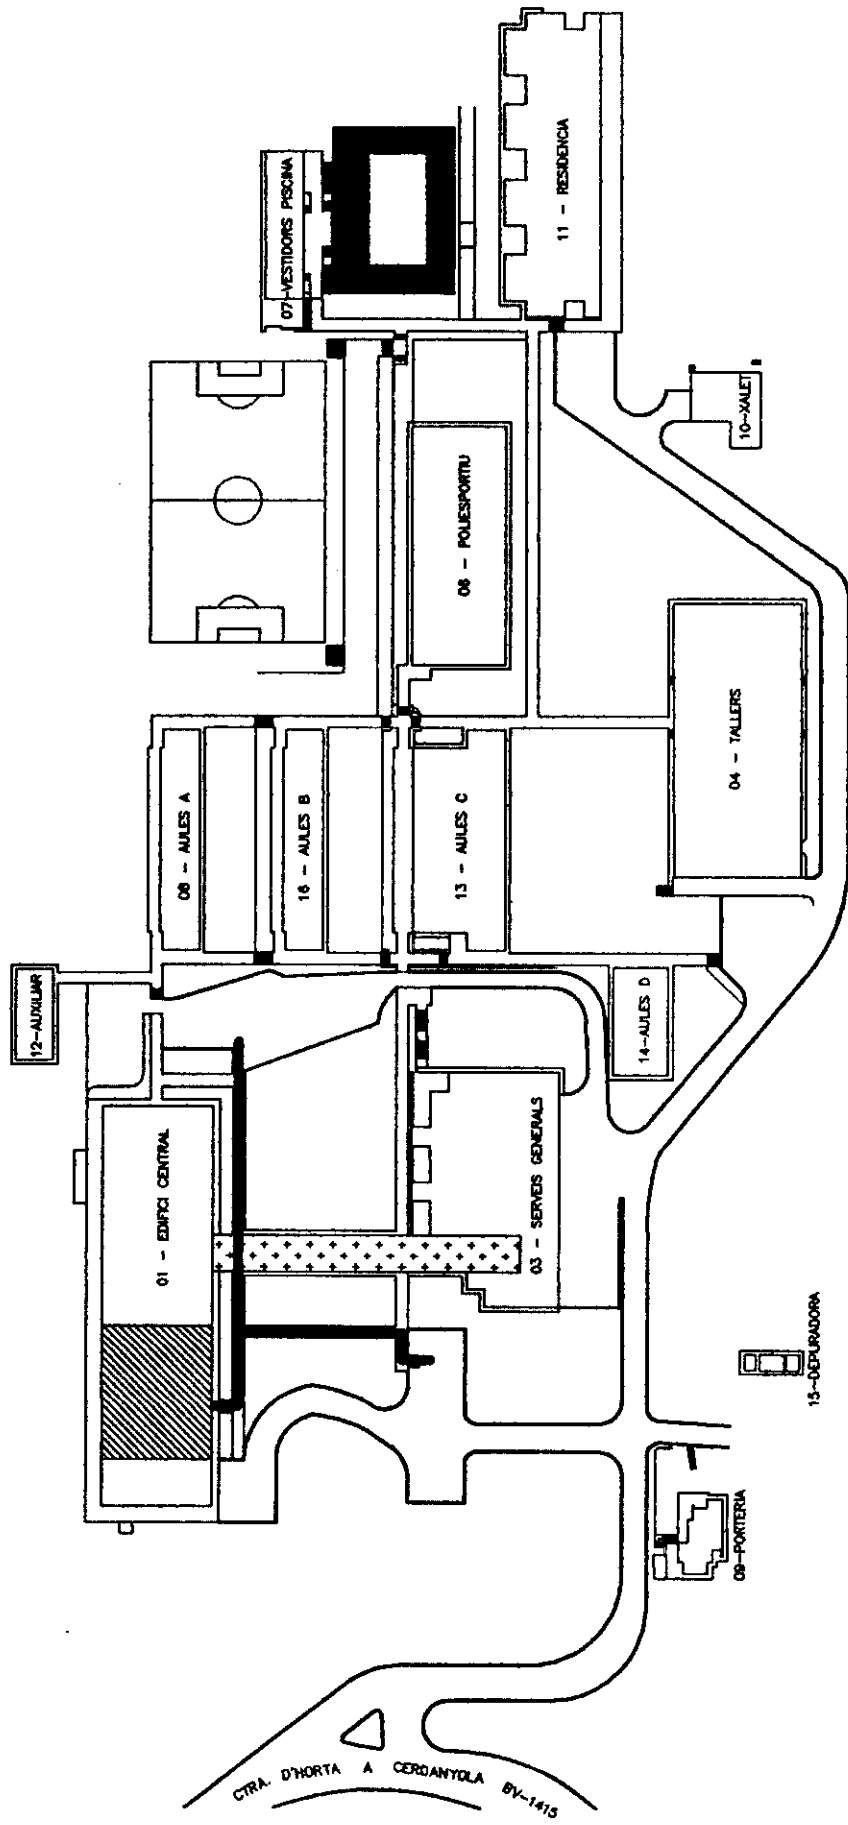 12-AUXILIAR
01 - EDIFICI CENTRAL
08 - AULES A
16 - AULES B
13 - AULES C
14-AULES D
03 - SERVEIS GENERALS
07-VESTIDORS PISCINA
06 - POLIESPORTIU
11 - RESIDENCIA
10-XALET
04 - TALLERS
15-DEPURADORA
09-PORTERIA
CTRA. D'HORTA A CERDANYOLA BV-1415